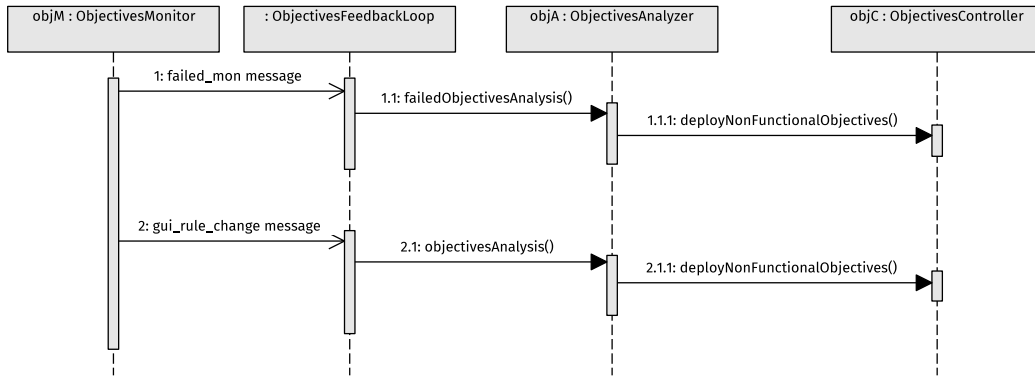 objM : ObjectivesMonitor
: ObjectivesFeedbackLoop
objA : ObjectivesAnalyzer
objC : ObjectivesController
1: failed_mon message
1.1: failedObjectivesAnalysis()
1.1.1: deployNonFunctionalObjectives()
2: gui_rule_change message
2.1: objectivesAnalysis()
2.1.1: deployNonFunctionalObjectives()